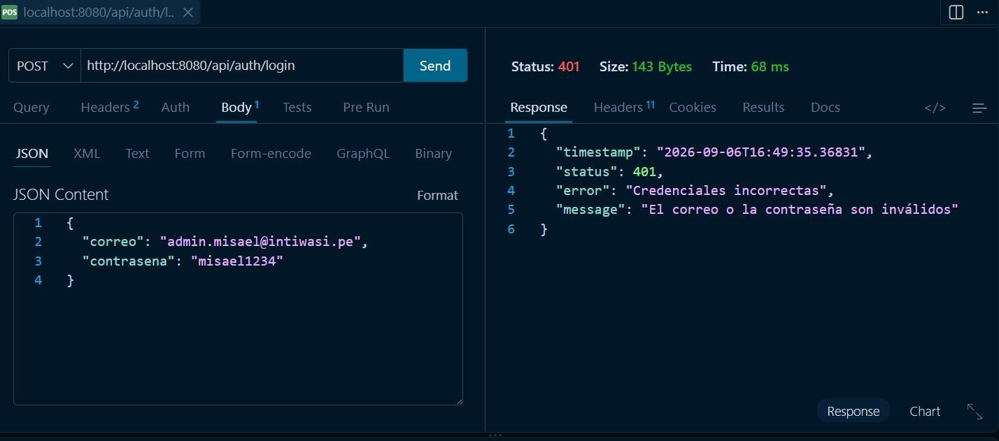 POS localhost:8080/api/auth/l..
POST http://localhost:8080/api/auth/login Send
Query Headers 2 Auth Body 1 Tests Pre Run
JSON XML Text Form Form-encode GraphQL Binary
JSON Content Format
1 {
2 "correo": "admin.misael@intiwasi.pe",
3 "contrasena": "misael1234"
4 }
Status: 401 Size: 143 Bytes Time: 68 ms
Response Headers 11 Cookies Results Docs </>
1 {
2 "timestamp": "2026-09-06T16:49:35.36831",
3 "status": 401,
4 "error": "Credenciales incorrectas",
5 "message": "El correo o la contraseña son inválidos"
6 }
Response Chart